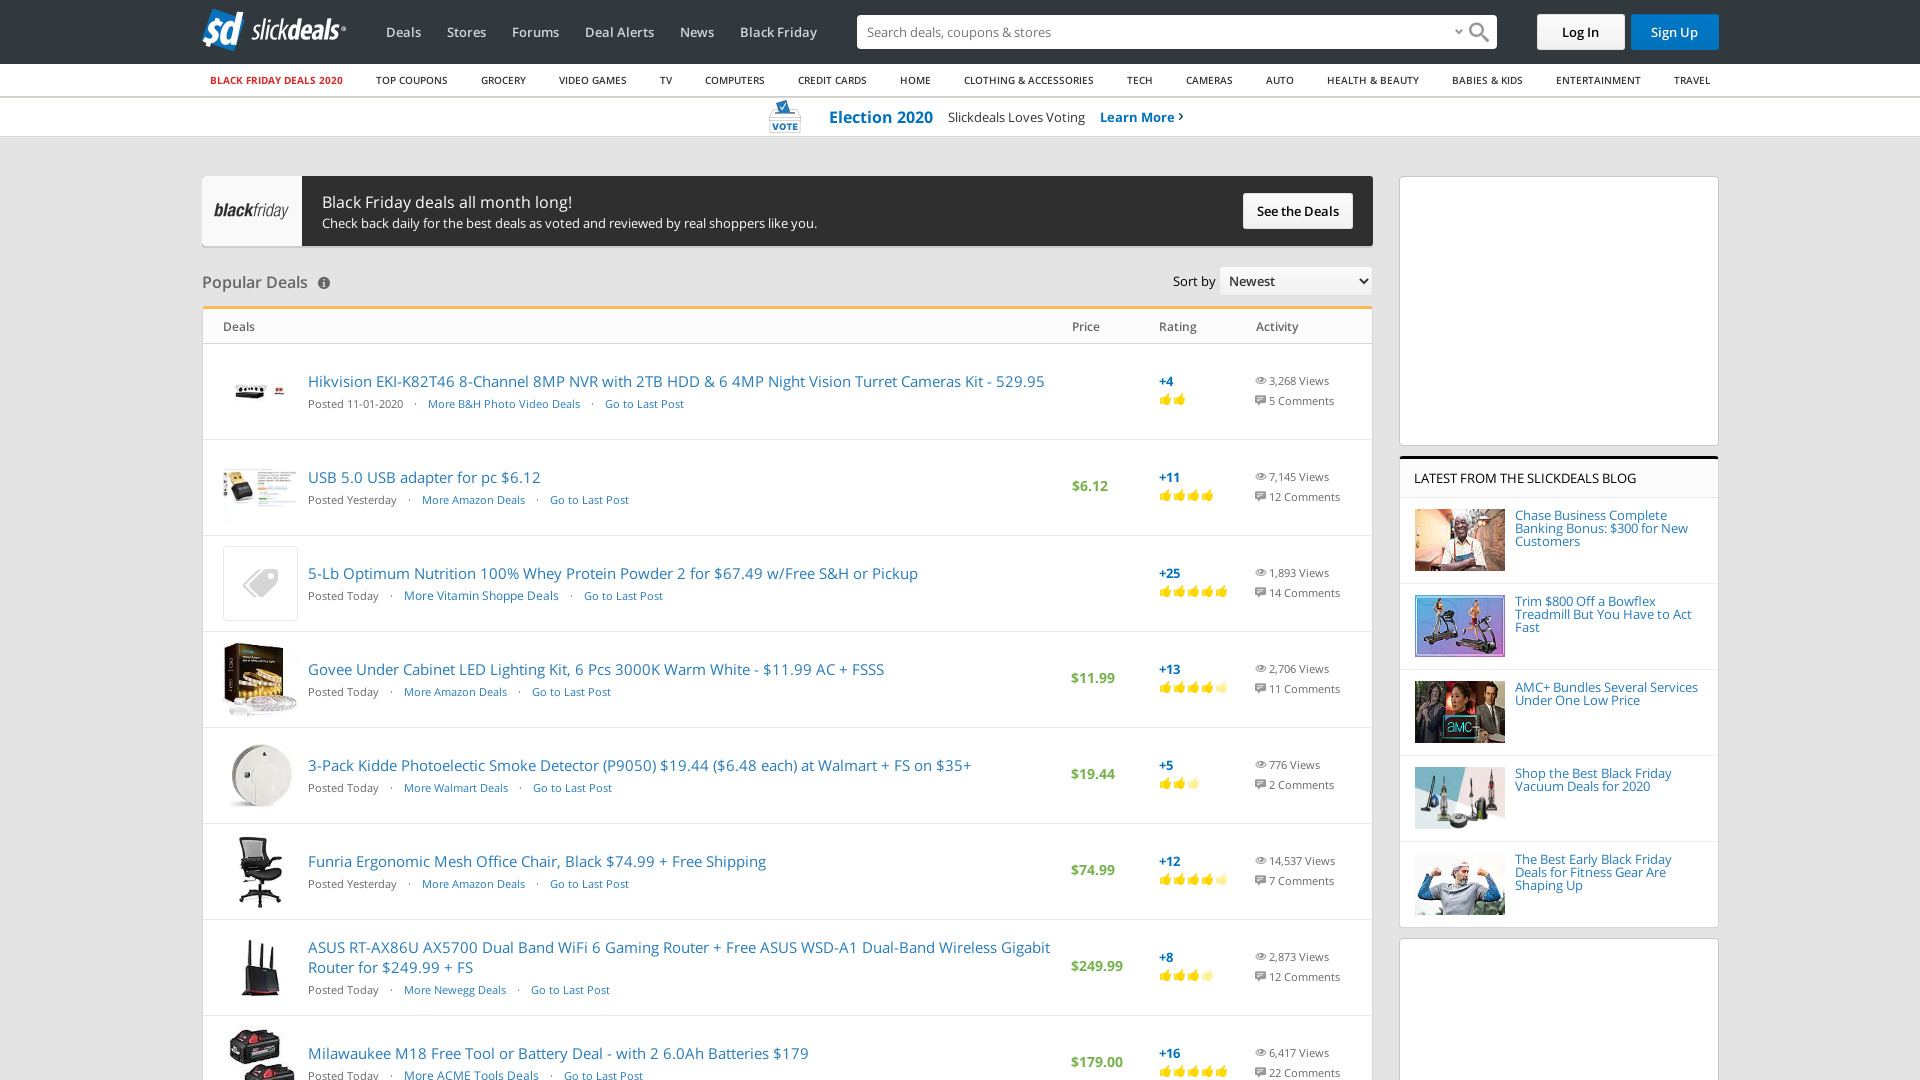 sd slickdeals
Deals Stores Forums Deal Alerts News Black Friday Search deals, coupons & stores Log In Sign Up
BLACK FRIDAY DEALS 2020 TOP COUPONS GROCERY VIDEO GAMES TV COMPUTERS CREDIT CARDS HOME CLOTHING & ACCESSORIES TECH CAMERAS AUTO HEALTH & BEAUTY BABIES & KIDS ENTERTAINMENT TRAVEL
VOTE Election 2020 Slickdeals Loves Voting Learn More
blackfriday
Black Friday deals all month long!
Check back daily for the best deals as voted and reviewed by real shoppers like you.
See the Deals
Popular Deals
Sort by Newest
Deals Price Rating Activity
Hikvision EKI-K82T46 8-Channel 8MP NVR with 2TB HDD & 6 4MP Night Vision Turret Cameras Kit - 529.95
Posted 11-01-2020 · More B&H Photo Video Deals · Go to Last Post
+4
3,268 Views
5 Comments
USB 5.0 USB adapter for pc $6.12
Posted Yesterday · More Amazon Deals · Go to Last Post
$6.12
+11
7,145 Views
12 Comments
5-Lb Optimum Nutrition 100% Whey Protein Powder 2 for $67.49 w/Free S&H or Pickup
Posted Today · More Vitamin Shoppe Deals · Go to Last Post
+25
1,893 Views
14 Comments
Govee Under Cabinet LED Lighting Kit, 6 Pcs 3000K Warm White - $11.99 AC + FSSS
Posted Today · More Amazon Deals · Go to Last Post
$11.99
+13
2,706 Views
11 Comments
3-Pack Kidde Photoelectic Smoke Detector (P9050) $19.44 ($6.48 each) at Walmart + FS on $35+
Posted Today · More Walmart Deals · Go to Last Post
$19.44
+5
776 Views
2 Comments
Funria Ergonomic Mesh Office Chair, Black $74.99 + Free Shipping
Posted Yesterday · More Amazon Deals · Go to Last Post
$74.99
+12
14,537 Views
7 Comments
ASUS RT-AX86U AX5700 Dual Band WiFi 6 Gaming Router + Free ASUS WSD-A1 Dual-Band Wireless Gigabit
Router for $249.99 + FS
Posted Today · More Newegg Deals · Go to Last Post
$249.99
+8
2,873 Views
12 Comments
Milawaukee M18 Free Tool or Battery Deal - with 2 6.0Ah Batteries $179
Posted Today · More ACME Tools Deals · Go to Last Post
$179.00
+16
6,417 Views
22 Comments
LATEST FROM THE SLICKDEALS BLOG
Chase Business Complete
Banking Bonus: $300 for New
Customers
Trim $800 Off a Bowflex
Treadmill But You Have to Act
Fast
AMC+
AMC+ Bundles Several Services
Under One Low Price
Shop the Best Black Friday
Vacuum Deals for 2020
The Best Early Black Friday
Deals for Fitness Gear Are
Shaping Up